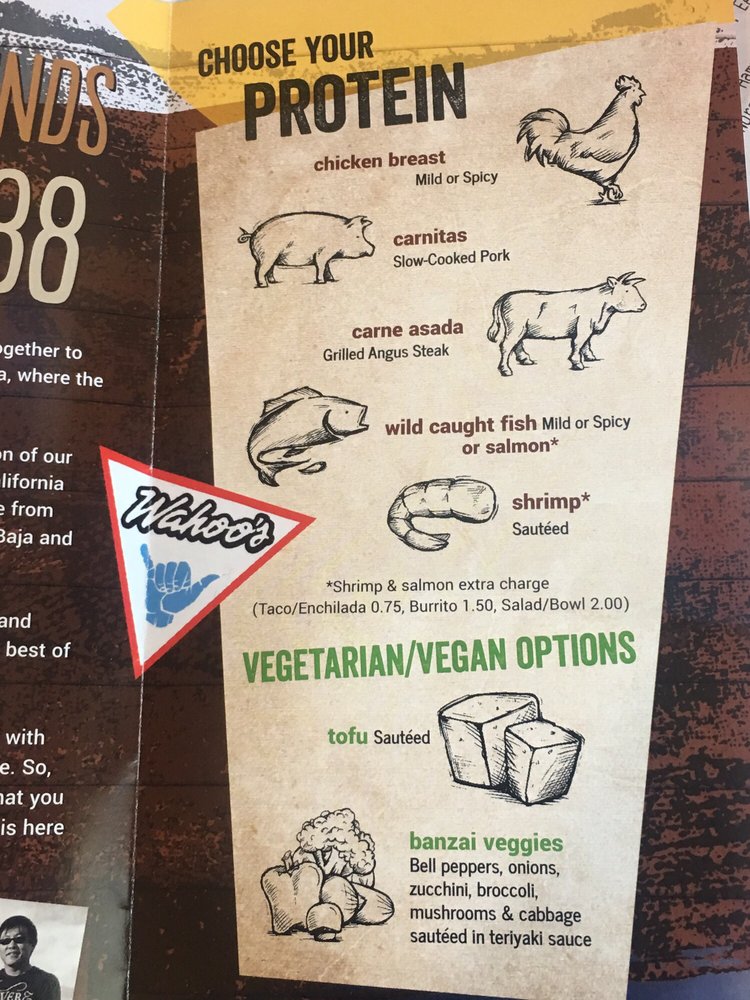 NDS
88
ogether to
a, where the
on of our
lifornia
e from
Baja and
and
best of
with
e. So,
hat you
is here
Wahoo's
CHOOSE YOUR
PROTEIN
chicken breast
Mild or Spicy
carnitas
Slow-Cooked Pork
carne asada
Grilled Angus Steak
wild caught fish Mild or Spicy
or salmon*
shrimp*
Sautéed
*Shrimp & salmon extra charge
(Taco/Enchilada 0.75, Burrito 1.50, Salad/Bowl 2.00)
VEGETARIAN/VEGAN OPTIONS
tofu Sautéed
banzai veggies
Bell peppers, onions,
zucchini, broccoli,
mushrooms & cabbage
sautéed in teriyaki sauce